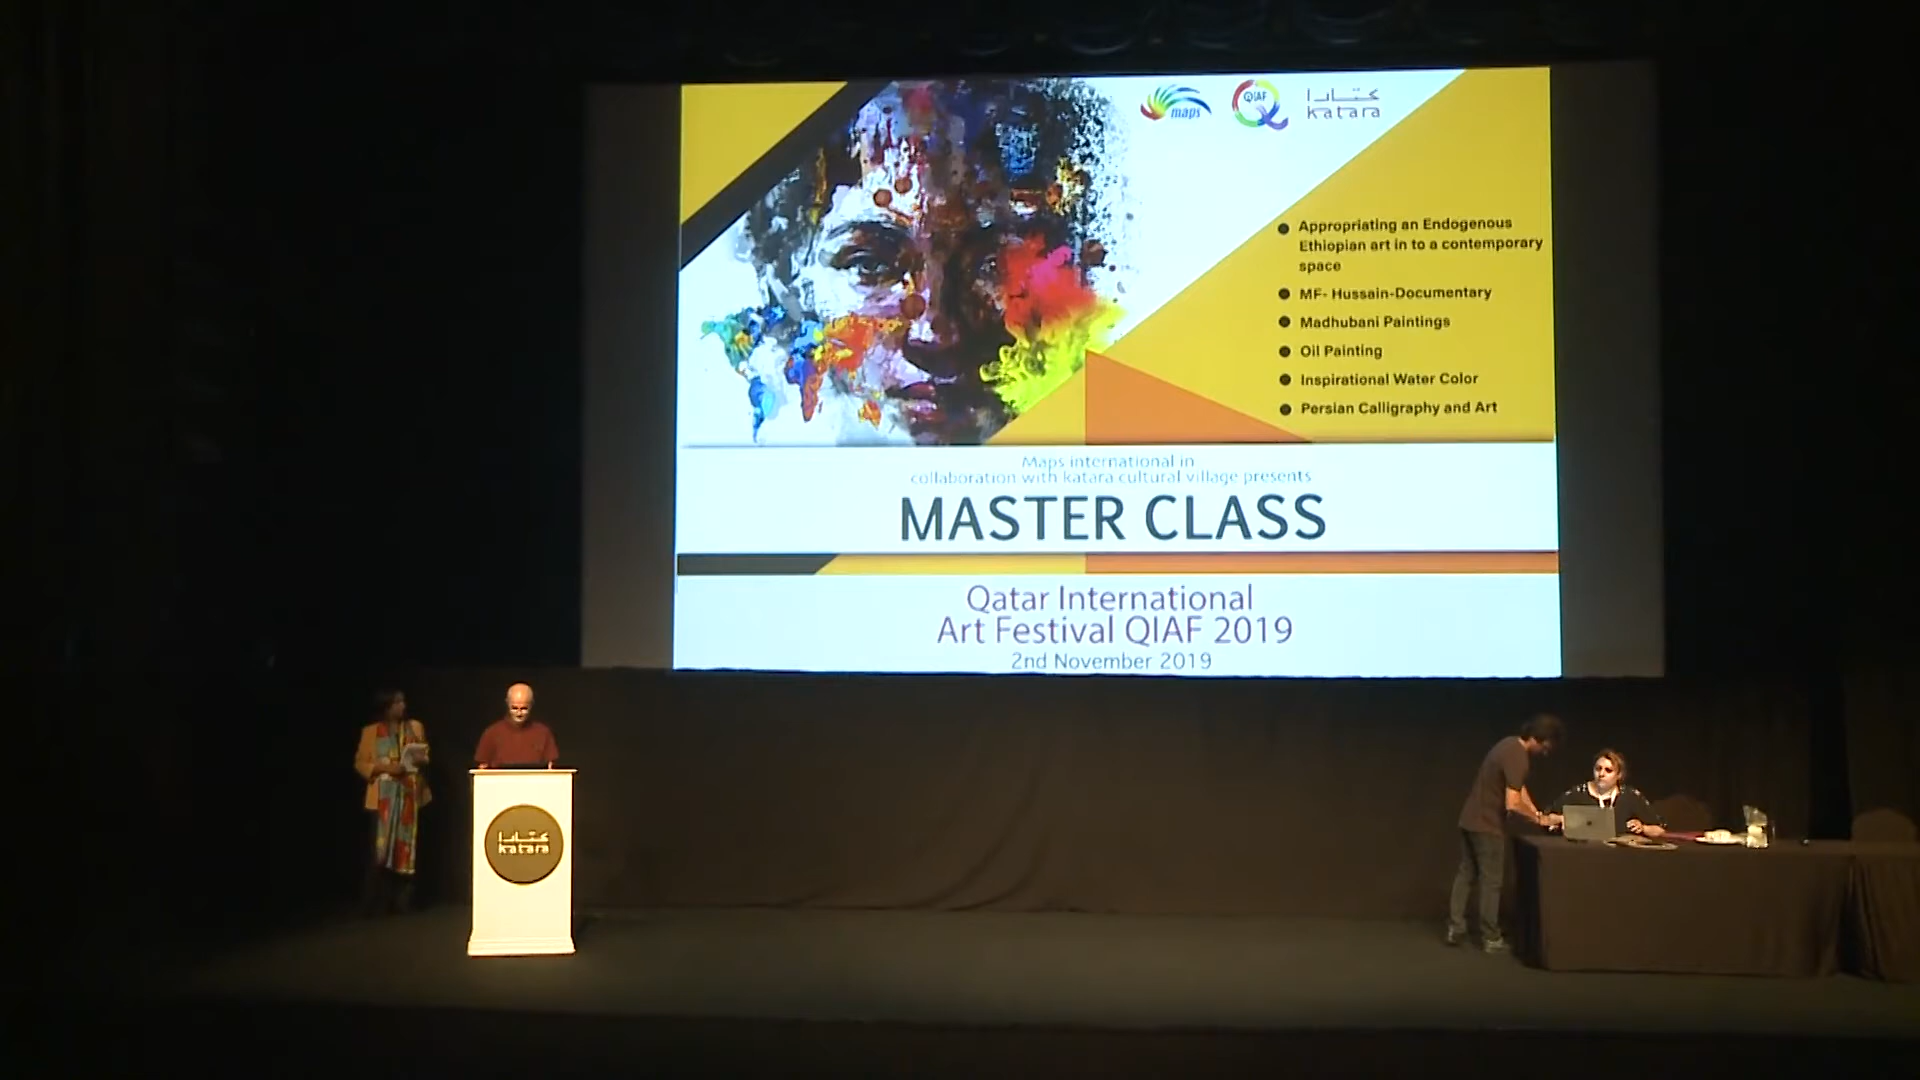 maps
QIAF
كتارا
katara
Appropriating an Endogenous
Ethiopian art in to a contemporary
space
MF- Hussain-Documentary
Madhubani Paintings
Oil Painting
Inspirational Water Color
Persian Calligraphy and Art
Maps international in
collaboration with katara cultural village presents
MASTER CLASS
Qatar International
Art Festival QIAF 2019
2nd November 2019
كتارا
katara